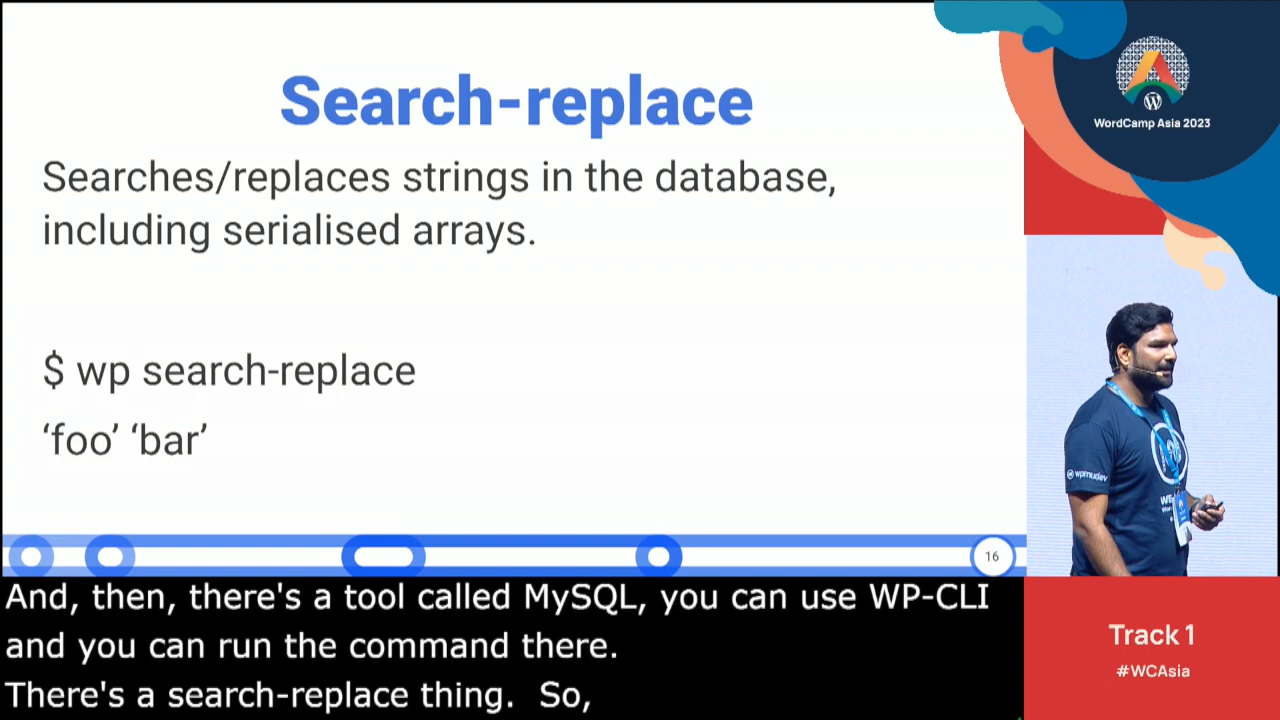 Search-replace
Searches/replaces strings in the database,
including serialised arrays.
$ wp search-replace
‘foo’ ‘bar’
16
WordCamp Asia 2023
wpmudev
And, then, there's a tool called MySQL, you can use WP-CLI
and you can run the command there.
There's a search-replace thing.  So,
Track 1
#WCAsia